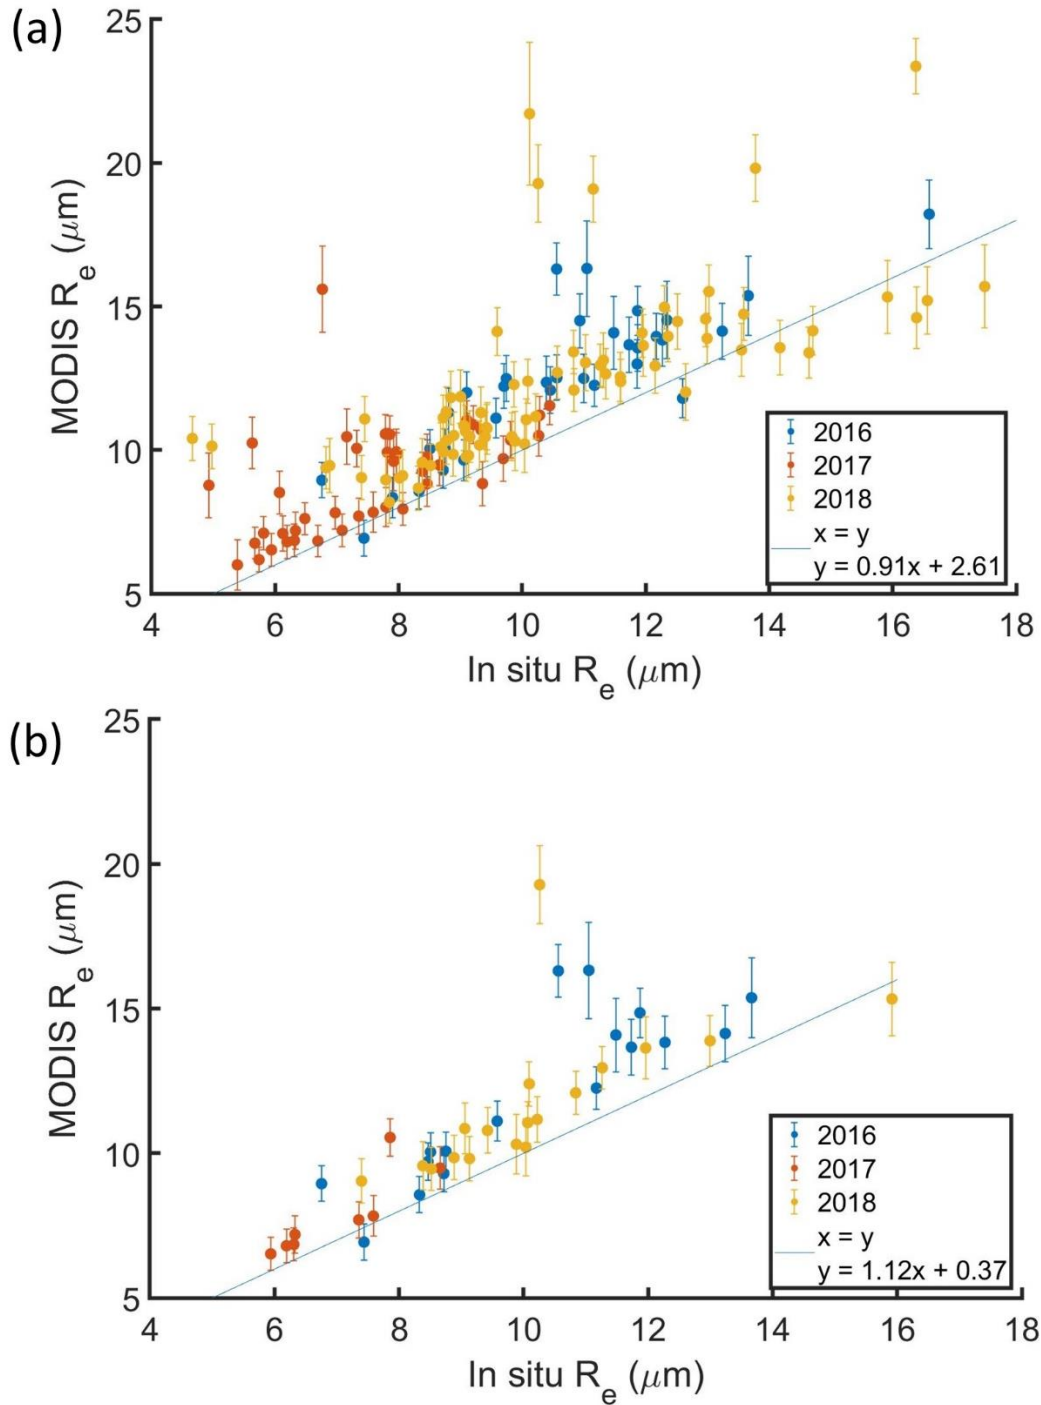 (a)
25
20
15
10
5
MODIS R_e (μm)
4 6 8 10 12 14 16 18
In situ R_e (μm)
2016
2017
2018
x = y
y = 0.91x + 2.61
(b)
25
20
15
10
5
MODIS R_e (μm)
4 6 8 10 12 14 16 18
In situ R_e (μm)
2016
2017
2018
x = y
y = 1.12x + 0.37